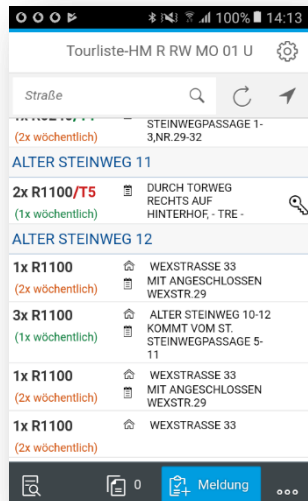 100% 14:13
Tourliste-HM R RW MO 01 U
Straße
(2x wöchentlich)
STEINWEGPASSAGE 1-
3,NR.29-32
ALTER STEINWEG 11
2x R1100/T5
(1x wöchentlich)
DURCH TORWEG
RECHTS AUF
HINTERHOF, - TRE -
ALTER STEINWEG 12
1x R1100
(2x wöchentlich)
WEXSTRASSE 33
MIT ANGESCHLOSSEN
WEXSTR.29
3x R1100
(1x wöchentlich)
ALTER STEINWEG 10-12
KOMMT VOM ST.
STEINWEGPASSAGE 5-
11
1x R1100
(2x wöchentlich)
WEXSTRASSE 33
MIT ANGESCHLOSSEN
WEXSTR.29
1x R1100
(2x wöchentlich)
WEXSTRASSE 33
0
Meldung